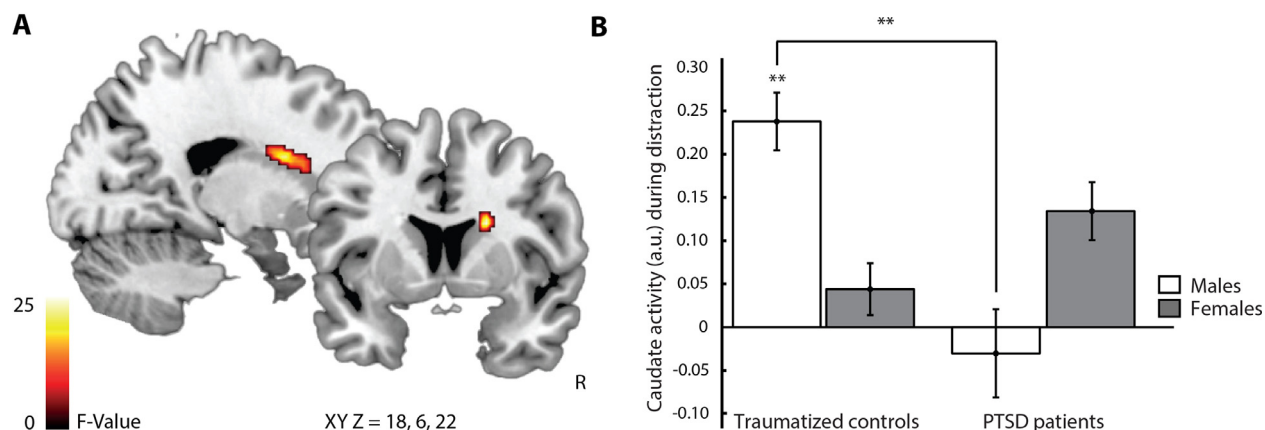 A
25
0
F-Value
XY Z = 18, 6, 22
R
B
**
**
Caudate activity (a.u.) during distraction
0.30
0.25
0.20
0.15
0.10
0.05
0
-0.05
-0.10
Traumatized controls
PTSD patients
Males
Females